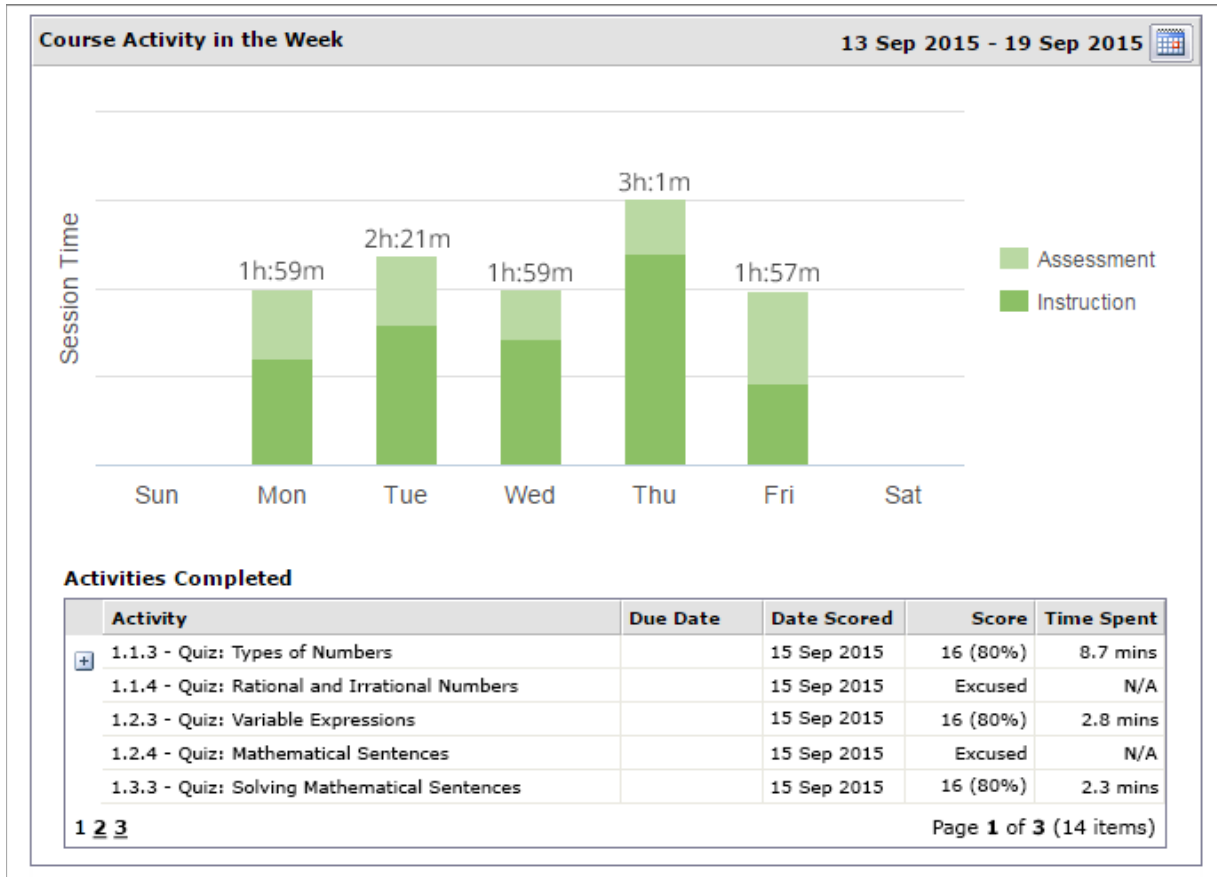 Course Activity in the Week 13 Sep 2015 - 19 Sep 2015
3h:1m
2h:21m
1h:59m 1h:59m 1h:57m
Session Time
Assessment
Instruction
Sun Mon Tue Wed Thu Fri Sat
Activities Completed
Activity Due Date Date Scored Score Time Spent
1.1.3 - Quiz: Types of Numbers 15 Sep 2015 16 (80%) 8.7 mins
1.1.4 - Quiz: Rational and Irrational Numbers 15 Sep 2015 Excused N/A
1.2.3 - Quiz: Variable Expressions 15 Sep 2015 16 (80%) 2.8 mins
1.2.4 - Quiz: Mathematical Sentences 15 Sep 2015 Excused N/A
1.3.3 - Quiz: Solving Mathematical Sentences 15 Sep 2015 16 (80%) 2.3 mins
1 2 3 Page 1 of 3 (14 items)